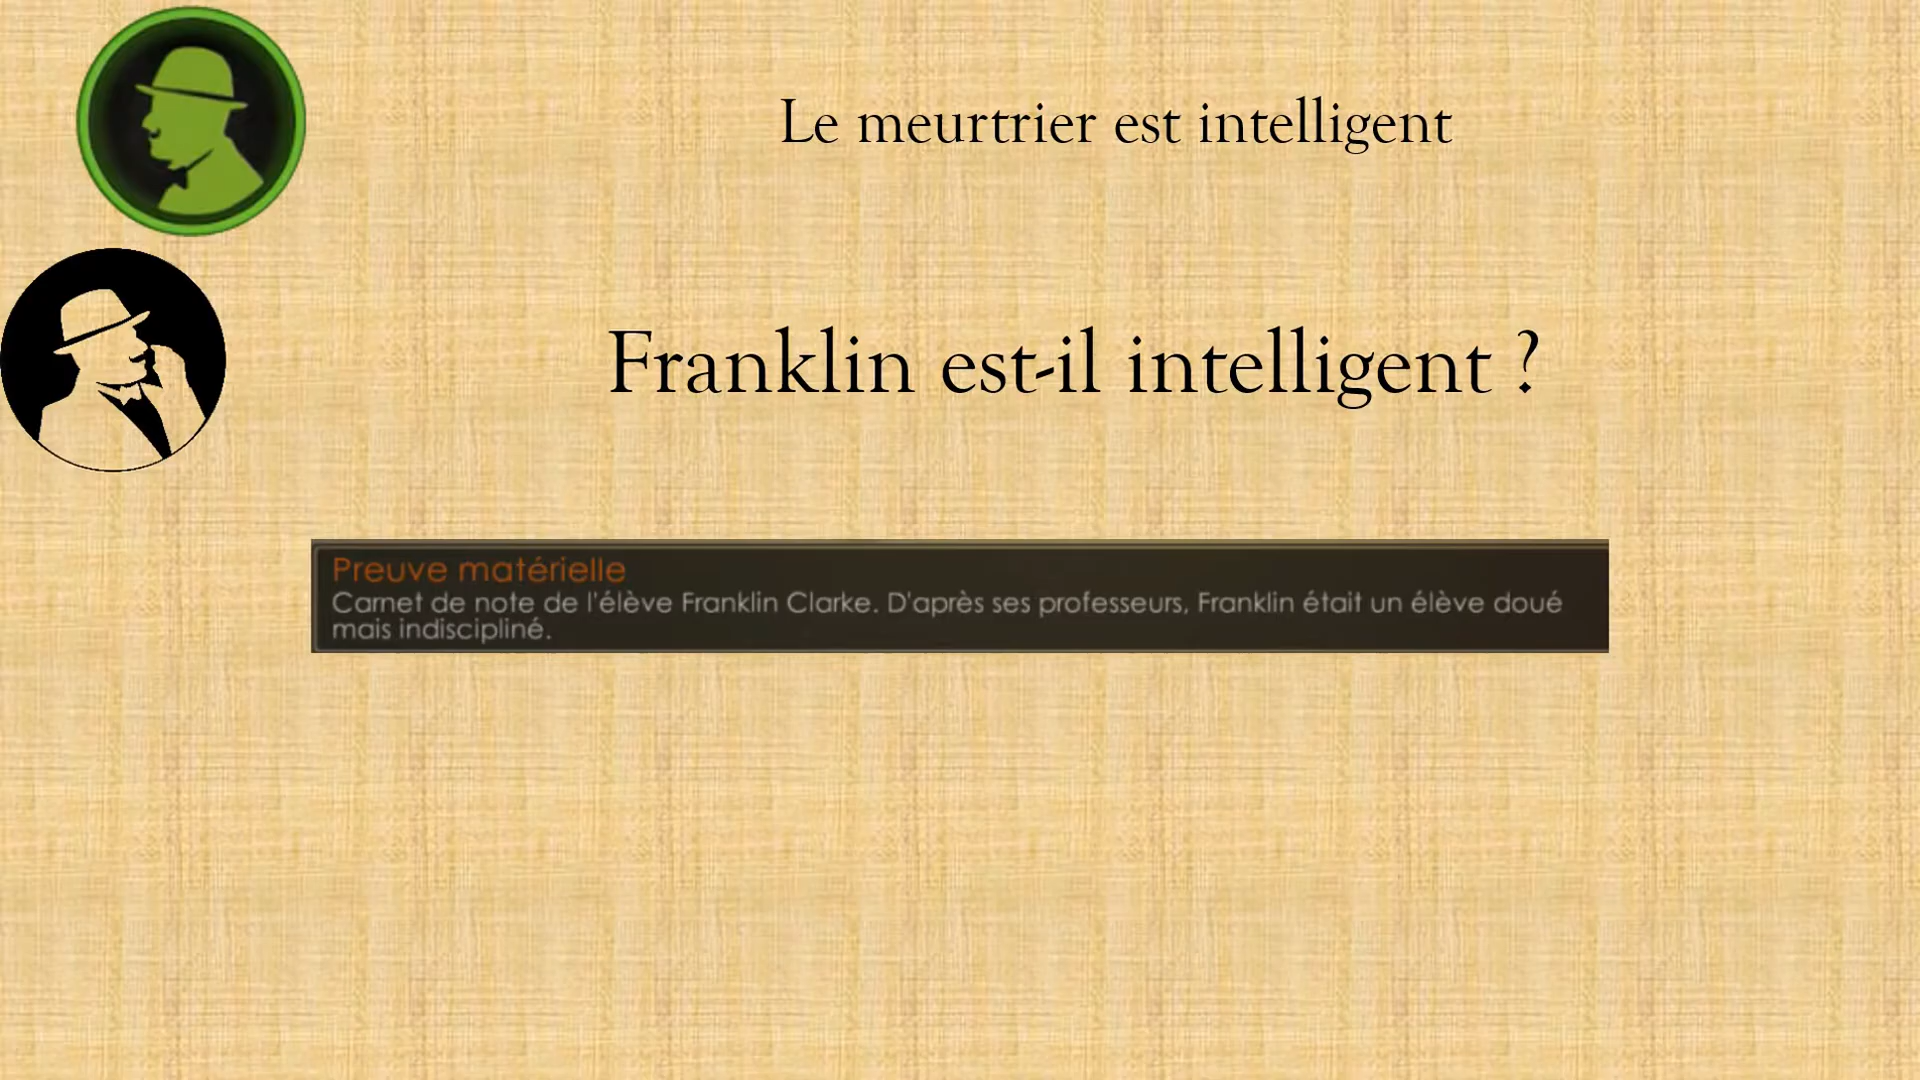 Le meurtrier est intelligent
Franklin est-il intelligent ?
Preuve matérielle
Carnet de note de l'élève Franklin Clarke. D'après ses professeurs, Franklin était un élève doué
mais indiscipliné.